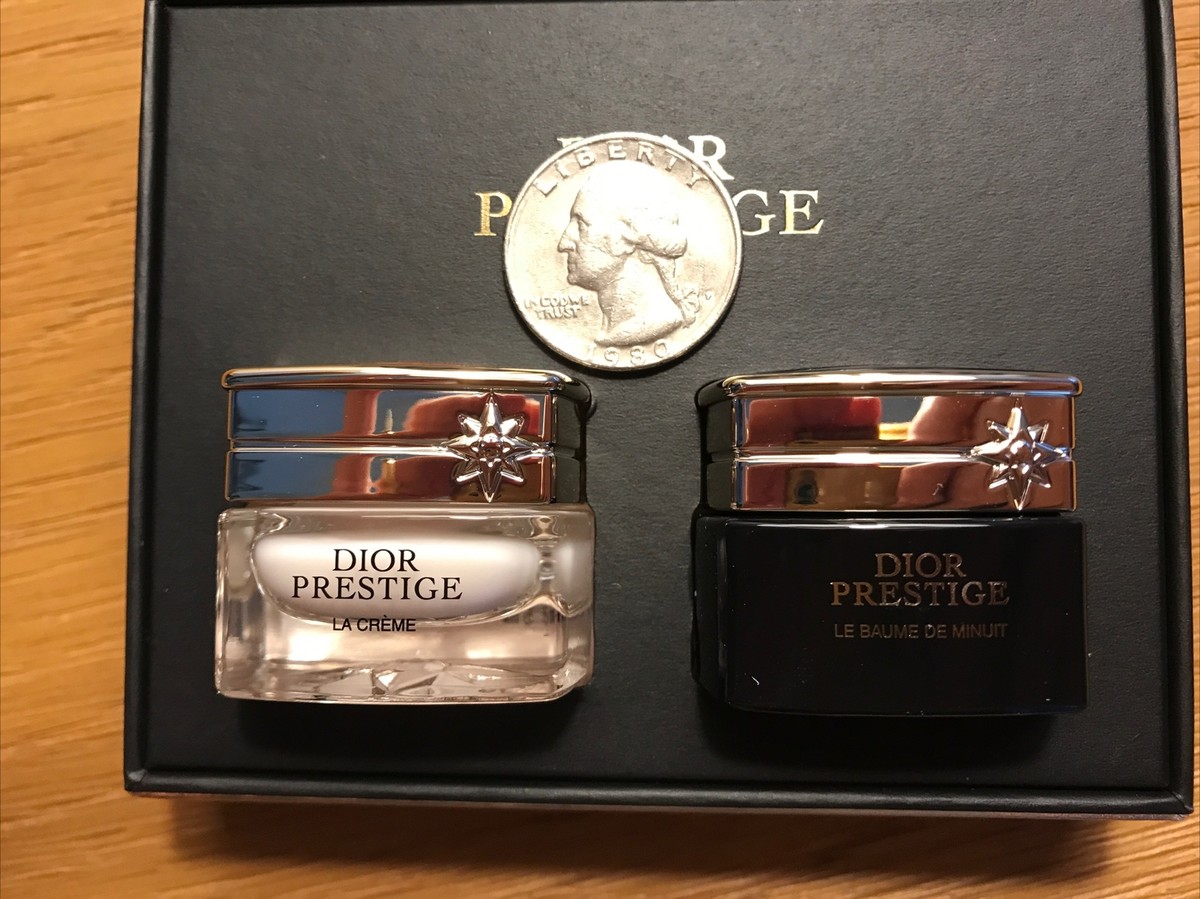 LIBERTY
IN GOD WE
TRUST
1980
DIOR
PRESTIGE
LA CRÈME
DIOR
PRESTIGE
LE BAUME DE MINUIT